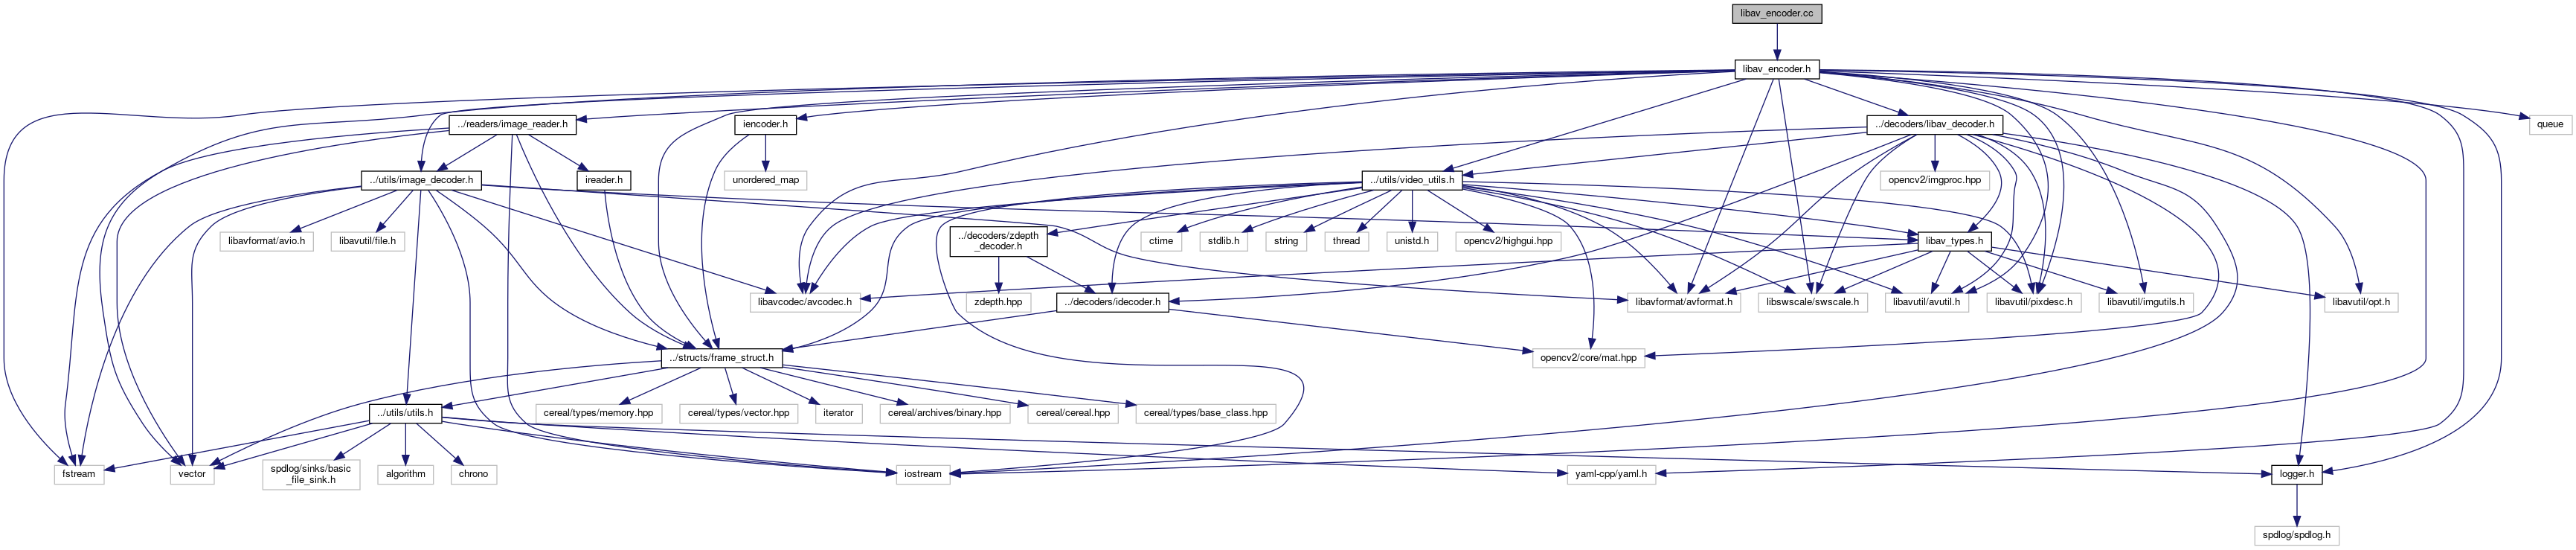 libav_encoder.cc
libav_encoder.h
../readers/image_reader.h
iencoder.h
../decoders/libav_decoder.h
queue
../utils/image_decoder.h
ireader.h
unordered_map
../utils/video_utils.h
opencv2/imgproc.hpp
libavformat/avio.h
libavutil/file.h
../decoders/zdepth
_decoder.h
ctime
stdlib.h
string
thread
unistd.h
opencv2/highgui.hpp
libav_types.h
libavcodec/avcodec.h
zdepth.hpp
../decoders/idecoder.h
libavformat/avformat.h
libswscale/swscale.h
libavutil/avutil.h
libavutil/pixdesc.h
libavutil/imgutils.h
libavutil/opt.h
../structs/frame_struct.h
opencv2/core/mat.hpp
../utils/utils.h
cereal/types/memory.hpp
cereal/types/vector.hpp
iterator
cereal/archives/binary.hpp
cereal/cereal.hpp
cereal/types/base_class.hpp
fstream
vector
spdlog/sinks/basic
_file_sink.h
algorithm
chrono
iostream
yaml-cpp/yaml.h
logger.h
spdlog/spdlog.h